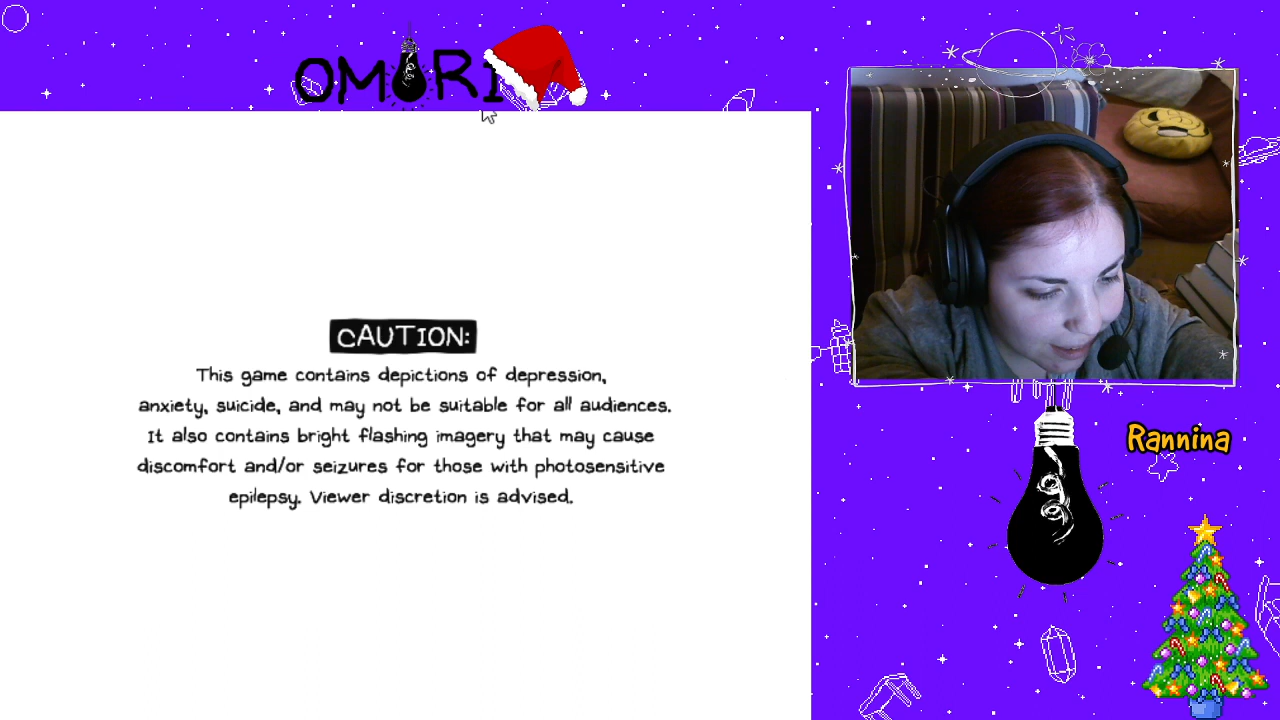 OMORI
CAUTION:
This game contains depictions of depression,
anxiety, suicide, and may not be suitable for all audiences.
It also contains bright flashing imagery that may cause
discomfort and/or seizures for those with photosensitive
epilepsy. Viewer discretion is advised.
Rannina